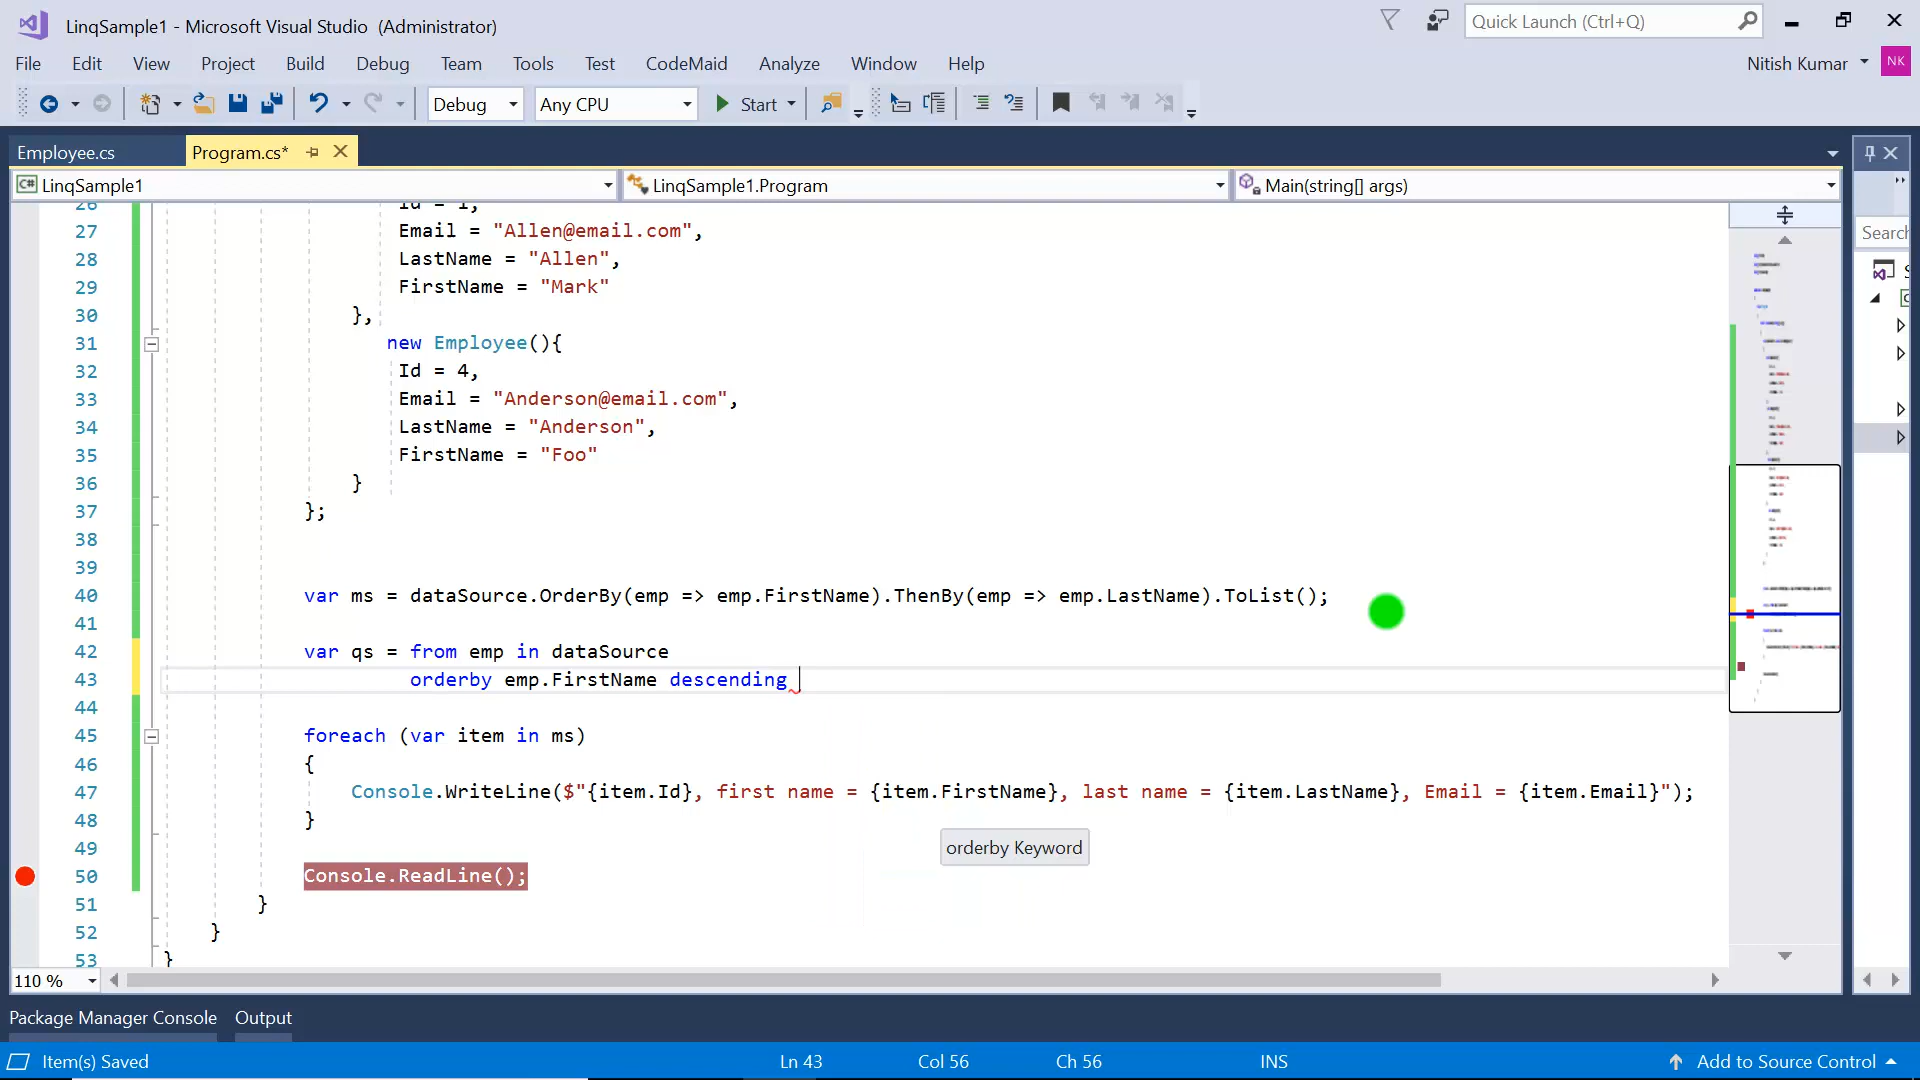 LinqSample1 - Microsoft Visual Studio (Administrator)
Quick Launch (Ctrl+Q)
File Edit View Project Build Debug Team Tools Test CodeMaid Analyze Window Help
Nitish Kumar NK
Debug Any CPU Start
Employee.cs Program.cs*
C# LinqSample1 LinqSample1.Program Main(string[] args)
Search
26 Id = 1,
27 Email = "Allen@email.com",
28 LastName = "Allen",
29 FirstName = "Mark"
30 },
31 new Employee(){
32 Id = 4,
33 Email = "Anderson@email.com",
34 LastName = "Anderson",
35 FirstName = "Foo"
36 }
37 };
38
39
40 var ms = dataSource.OrderBy(emp => emp.FirstName).ThenBy(emp => emp.LastName).ToList();
41
42 var qs = from emp in dataSource
43 orderby emp.FirstName descending
44
45 foreach (var item in ms)
46 {
47 Console.WriteLine($"{item.Id}, first name = {item.FirstName}, last name = {item.LastName}, Email = {item.Email}");
48 }
49
orderby Keyword
50 Console.ReadLine();
51 }
52 }
53 }
110 %
Package Manager Console Output
Item(s) Saved Ln 43 Col 56 Ch 56 INS Add to Source Control